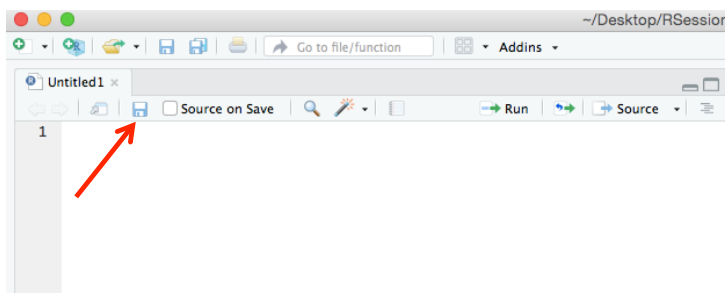 ~/Desktop/RSession
Go to file/function Addins
Untitled1
Source on Save Run Source
1